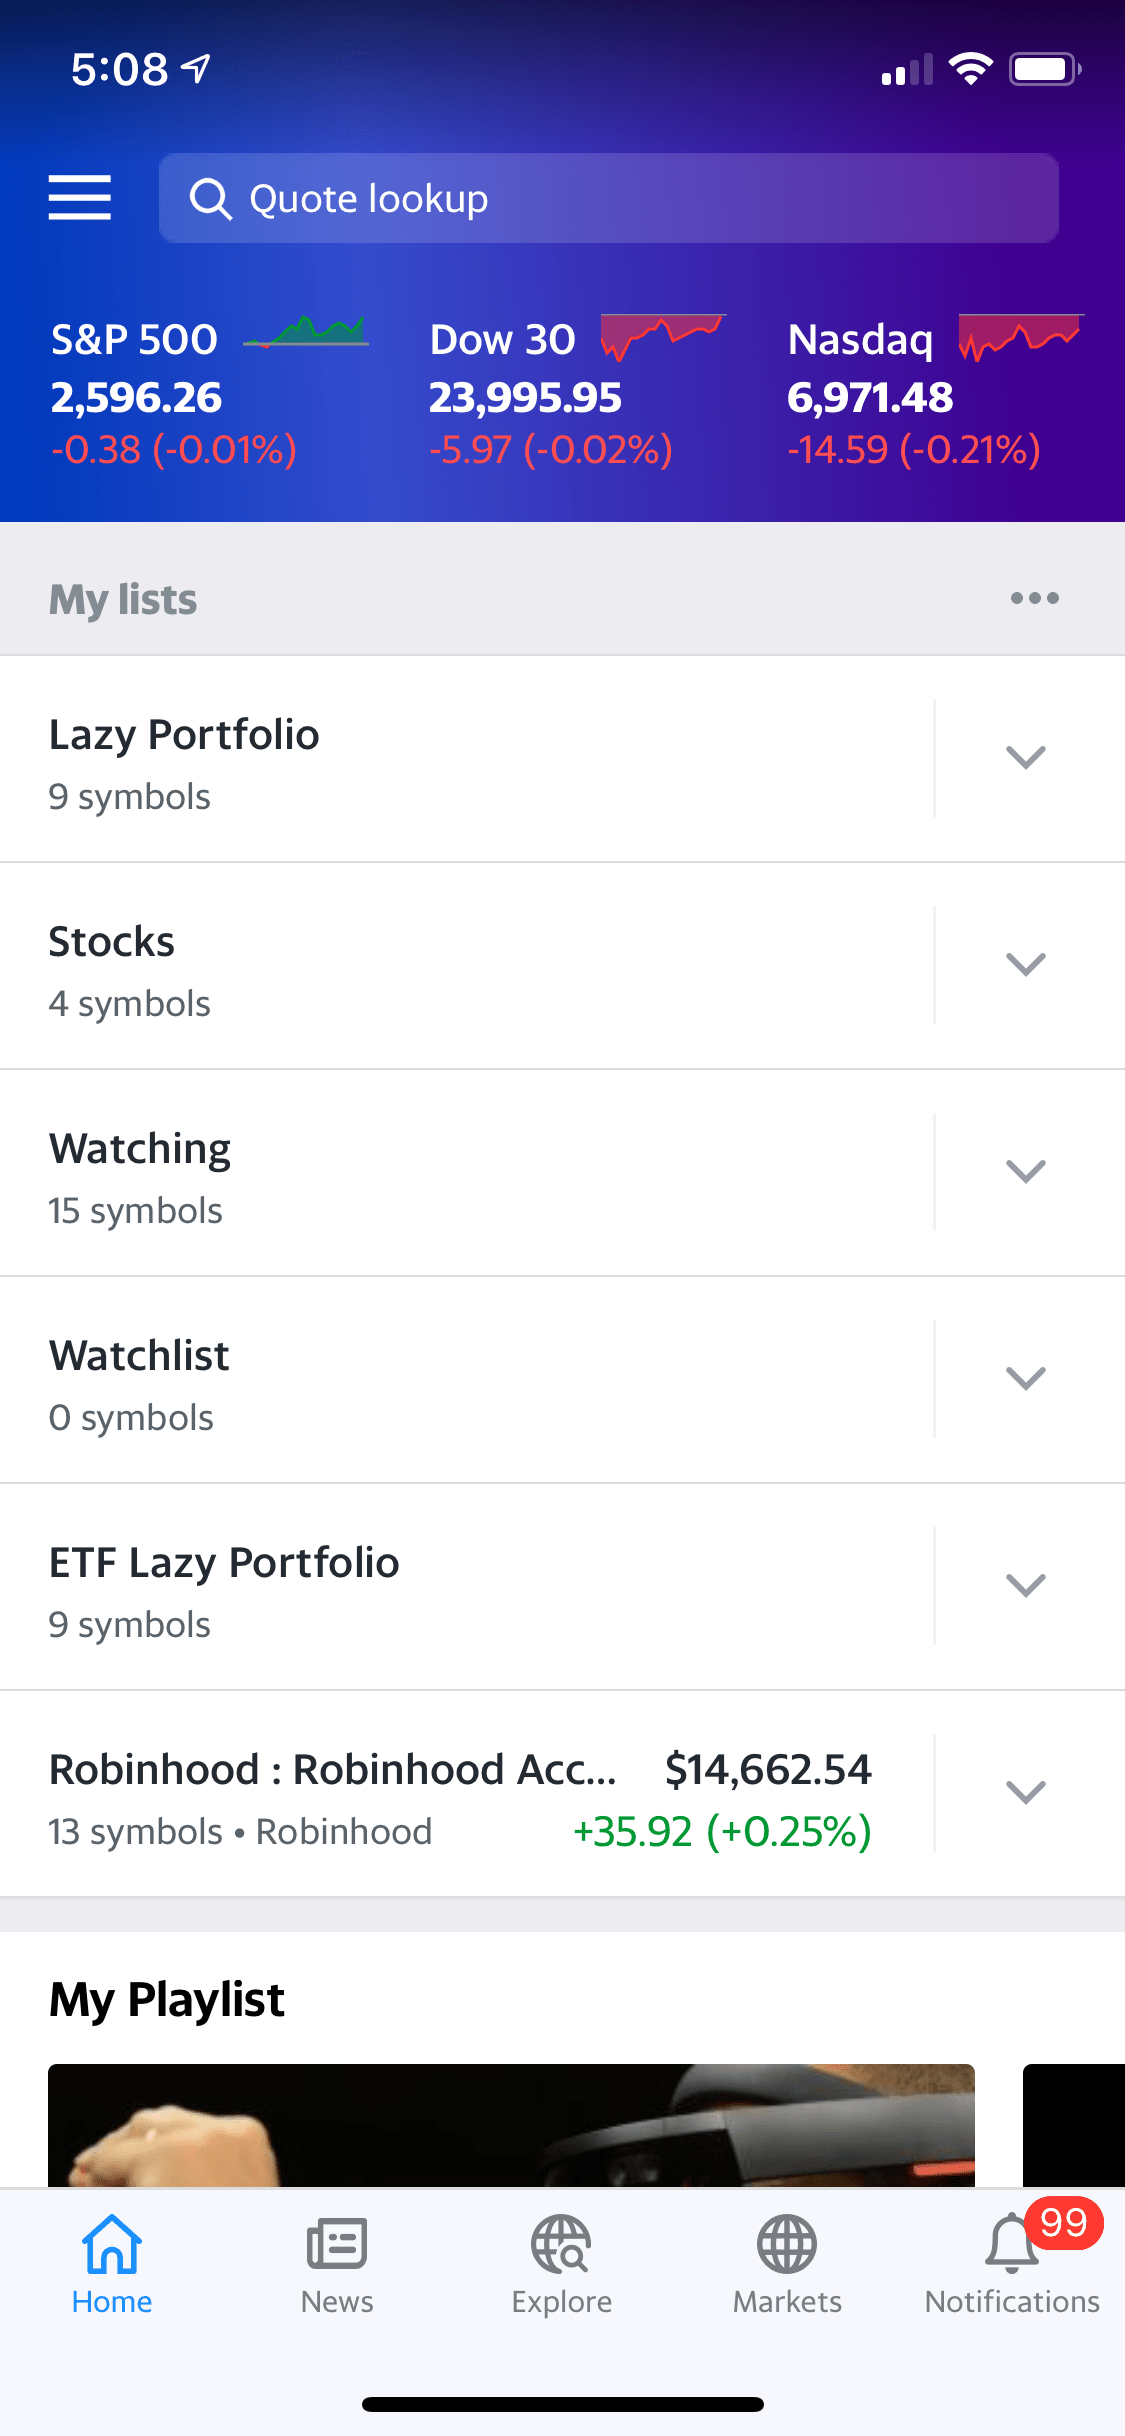 5:08
Quote lookup
S&P 500
2,596.26
-0.38 (-0.01%)
Dow 30
23,995.95
-5.97 (-0.02%)
Nasdaq
6,971.48
-14.59 (-0.21%)
My lists
Lazy Portfolio
9 symbols
Stocks
4 symbols
Watching
15 symbols
Watchlist
0 symbols
ETF Lazy Portfolio
9 symbols
Robinhood : Robinhood Acc... $14,662.54
13 symbols • Robinhood +35.92 (+0.25%)
My Playlist
99
Home News Explore Markets Notifications